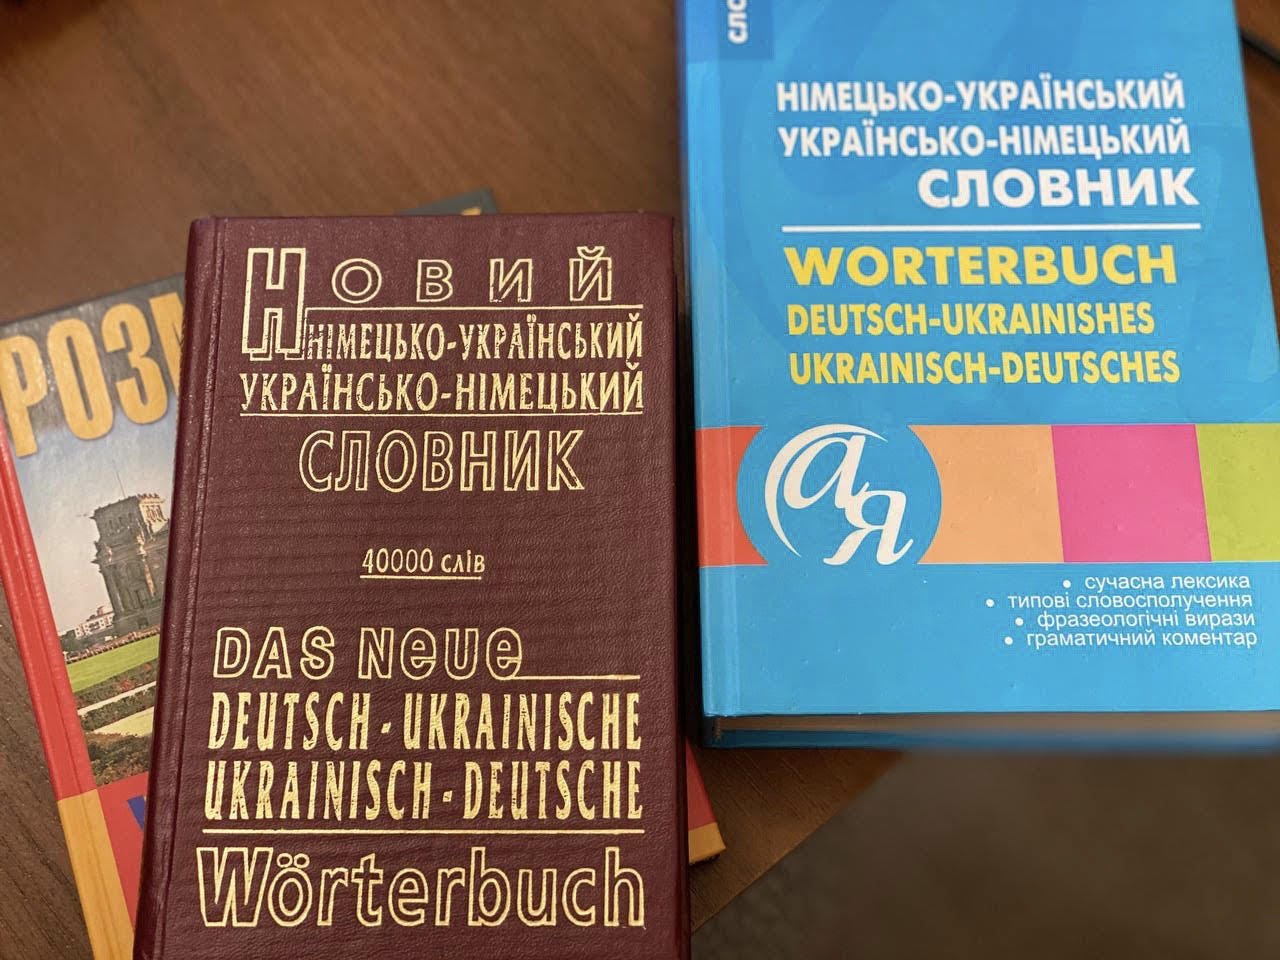 НОВИЙ
НІМЕЦЬКО-УКРАЇНСЬКИЙ
УКРАЇНСЬКО-НІМЕЦЬКИЙ
СЛОВНИК
40000 слів
DAS Neue
DEUTSCH-UKRAINISCHE
UKRAINISCH-DEUTSCHE
Wörterbuch
НІМЕЦЬКО-УКРАЇНСЬКИЙ
УКРАЇНСЬКО-НІМЕЦЬКИЙ
СЛОВНИК
WORTERBUCH
DEUTSCH-UKRAINISHES
UKRAINISCH-DEUTSCHES
а Я
• сучасна лексика
• типові словосполучення
• фразеологічні вирази
• граматичний коментар